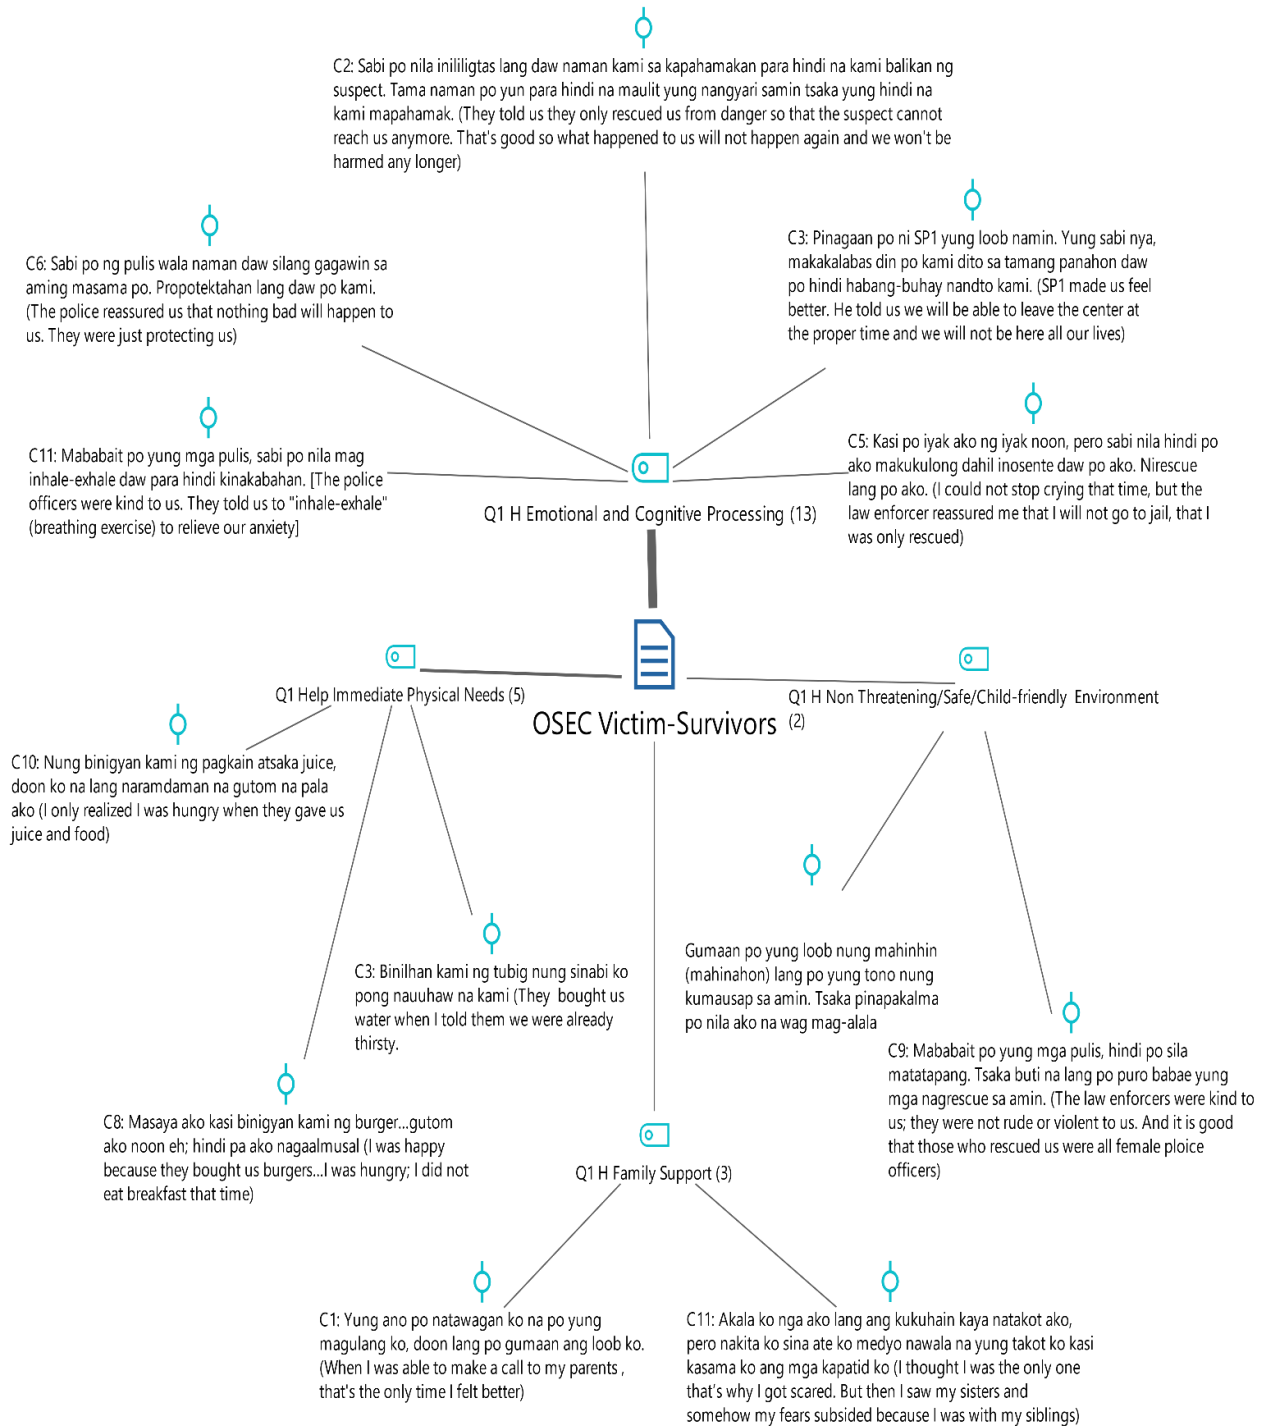 C2: Sabi po nila inililigtas lang daw naman kami sa kapahamakan para hindi na kami balikan ng
suspect. Tama naman po yun para hindi na maulit yung nangyari samin tsaka yung hindi na
kami mapahamak. (They told us they only rescued us from danger so that the suspect cannot
reach us anymore. That's good so what happened to us will not happen again and we won't be
harmed any longer)
C6: Sabi po ng pulis wala naman daw silang gagawin sa
aming masama po. Propotektahan lang daw po kami.
(The police reassured us that nothing bad will happen to
us. They were just protecting us)
C3: Pinagaan po ni SP1 yung loob namin. Yung sabi nya,
makakalabas din po kami dito sa tamang panahon daw
po hindi habang-buhay nandto kami. (SP1 made us feel
better. He told us we will be able to leave the center at
the proper time and we will not be here all our lives)
C11: Mababait po yung mga pulis, sabi po nila mag
inhale-exhale daw para hindi kinakabahan. [The police
officers were kind to us. They told us to "inhale-exhale"
(breathing exercise) to relieve our anxiety]
C5: Kasi po iyak ako ng iyak noon, pero sabi nila hindi po
ako makukulong dahil inosente daw po ako. Nirescue
lang po ako. (I could not stop crying that time, but the
law enforcer reassured me that I will not go to jail, that I
was only rescued)
Q1 H Emotional and Cognitive Processing (13)
Q1 Help Immediate Physical Needs (5)
OSEC Victim-Survivors
Q1 H Non Threatening/Safe/Child-friendly Environment
(2)
C10: Nung binigyan kami ng pagkain atsaka juice,
doon ko na lang naramdaman na gutom na pala
ako (I only realized I was hungry when they gave us
juice and food)
C3: Binilhan kami ng tubig nung sinabi ko
pong nauuhaw na kami (They bought us
water when I told them we were already
thirsty.
Gumaan po yung loob nung mahinhin
(mahinahon) lang po yung tono nung
kumausap sa amin. Tsaka pinapakalma
po nila ako na wag mag-alala
C9: Mababait po yung mga pulis, hindi po sila
matatapang. Tsaka buti na lang po puro babae yung
mga nagrescue sa amin. (The law enforcers were kind to
us; they were not rude or violent to us. And it is good
that those who rescued us were all female ploice
officers)
C8: Masaya ako kasi binigyan kami ng burger...gutom
ako noon eh; hindi pa ako nagaalmusal (I was happy
because they bought us burgers...I was hungry; I did not
eat breakfast that time)
Q1 H Family Support (3)
C1: Yung ano po natawagan ko na po yung
magulang ko, doon lang po gumaan ang loob ko.
(When I was able to make a call to my parents ,
that's the only time I felt better)
C11: Akala ko nga ako lang ang kukuhain kaya natakot ako,
pero nakita ko sina ate ko medyo nawala na yung takot ko kasi
kasama ko ang mga kapatid ko (I thought I was the only one
that's why I got scared. But then I saw my sisters and
somehow my fears subsided because I was with my siblings)